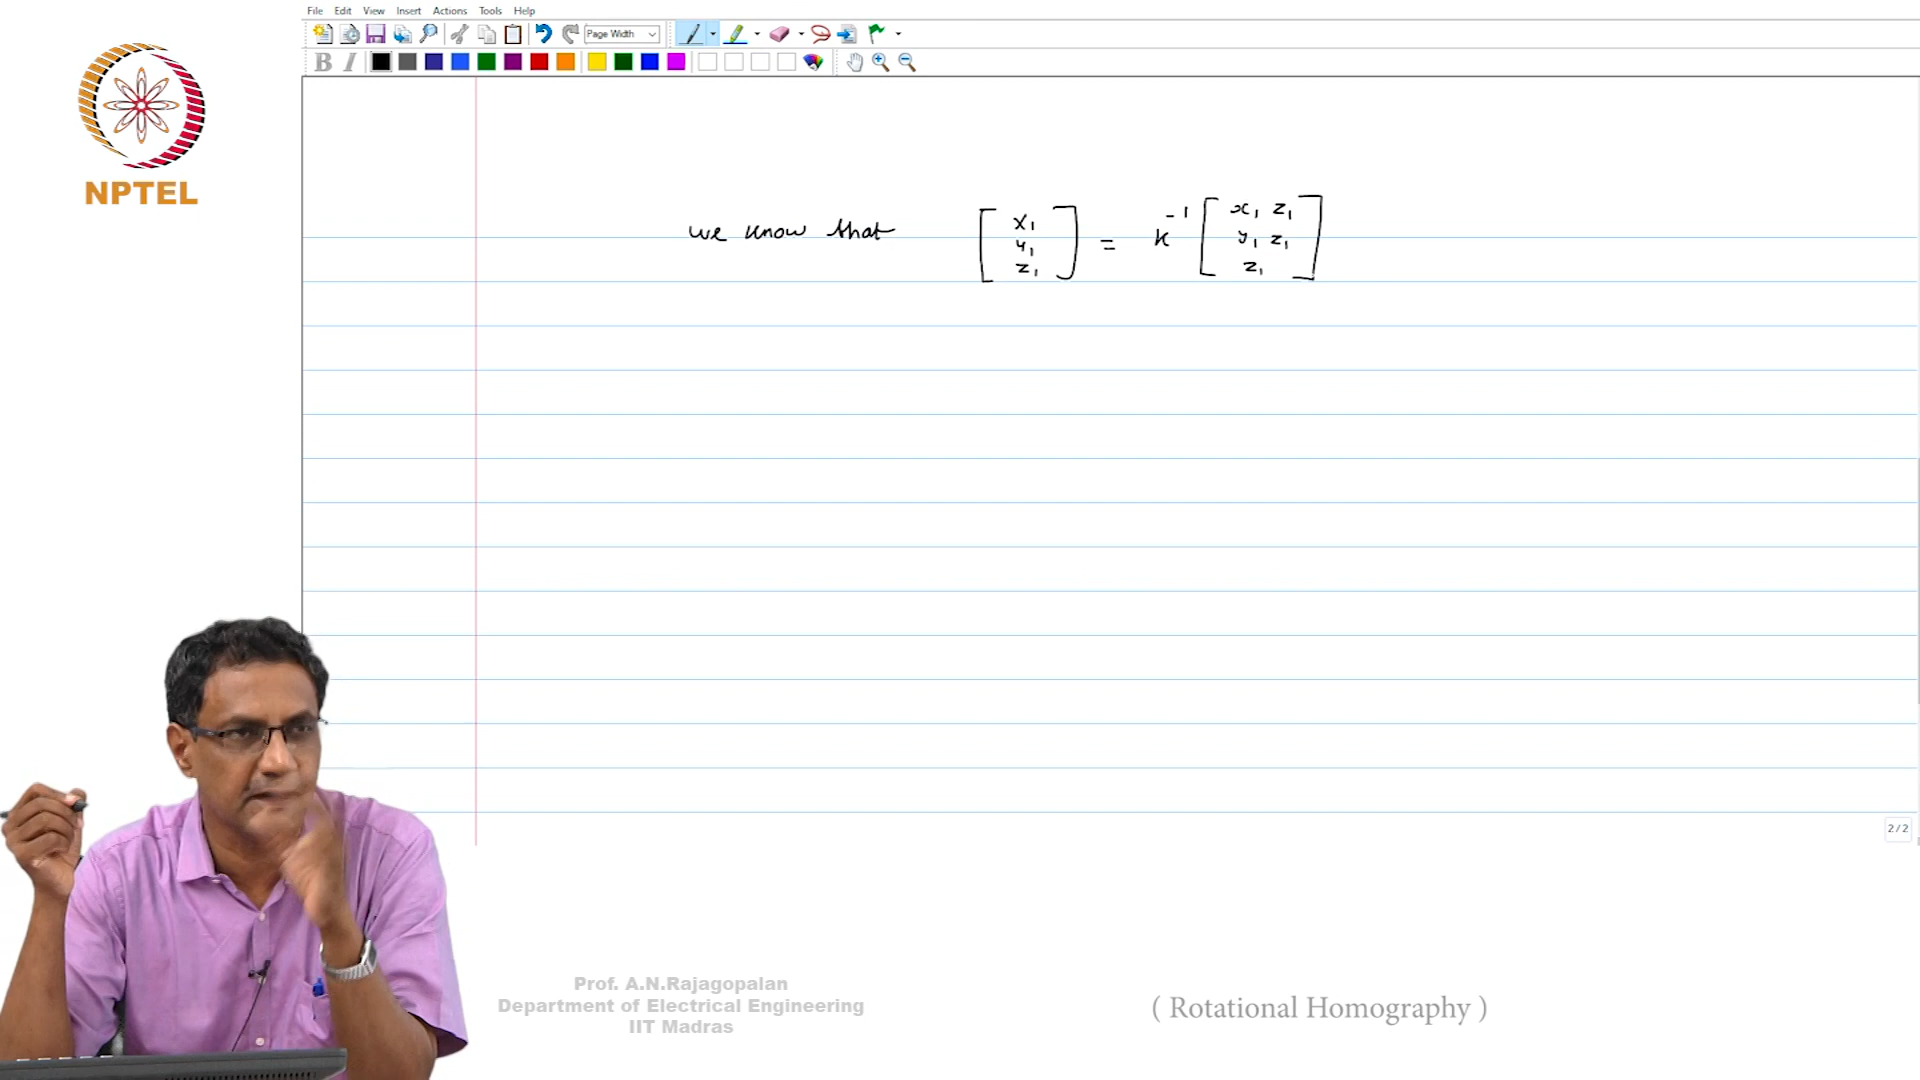 File Edit View Insert Actions Tools Help
Page Width
B I
NPTEL
we know that [ X1 Y1 Z1 ] = K^-1 [ x1 Z1 y1 Z1 Z1 ]
2/2
Prof. A.N.Rajagopalan
Department of Electrical Engineering
IIT Madras
( Rotational Homography )